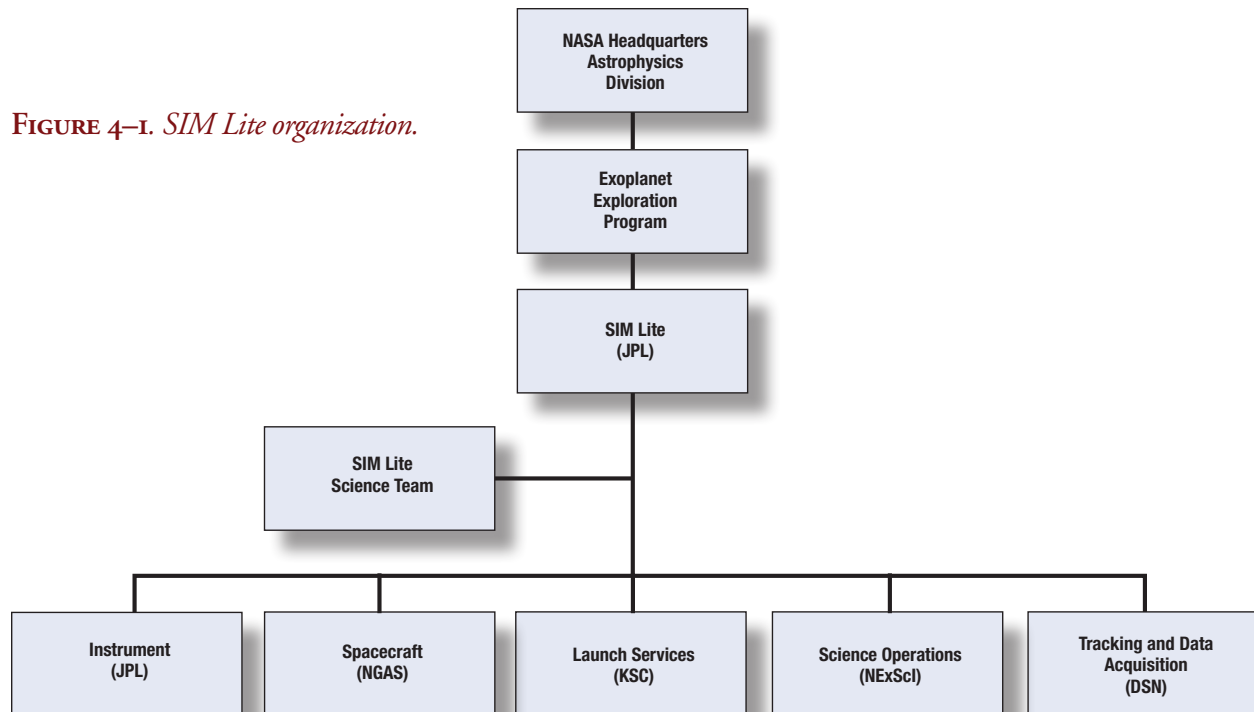 NASA Headquarters
Astrophysics
Division
FIGURE 4–1. SIM Lite organization.
Exoplanet
Exploration
Program
SIM Lite
(JPL)
SIM Lite
Science Team
Instrument
(JPL)
Spacecraft
(NGAS)
Launch Services
(KSC)
Science Operations
(NExScI)
Tracking and Data
Acquisition
(DSN)